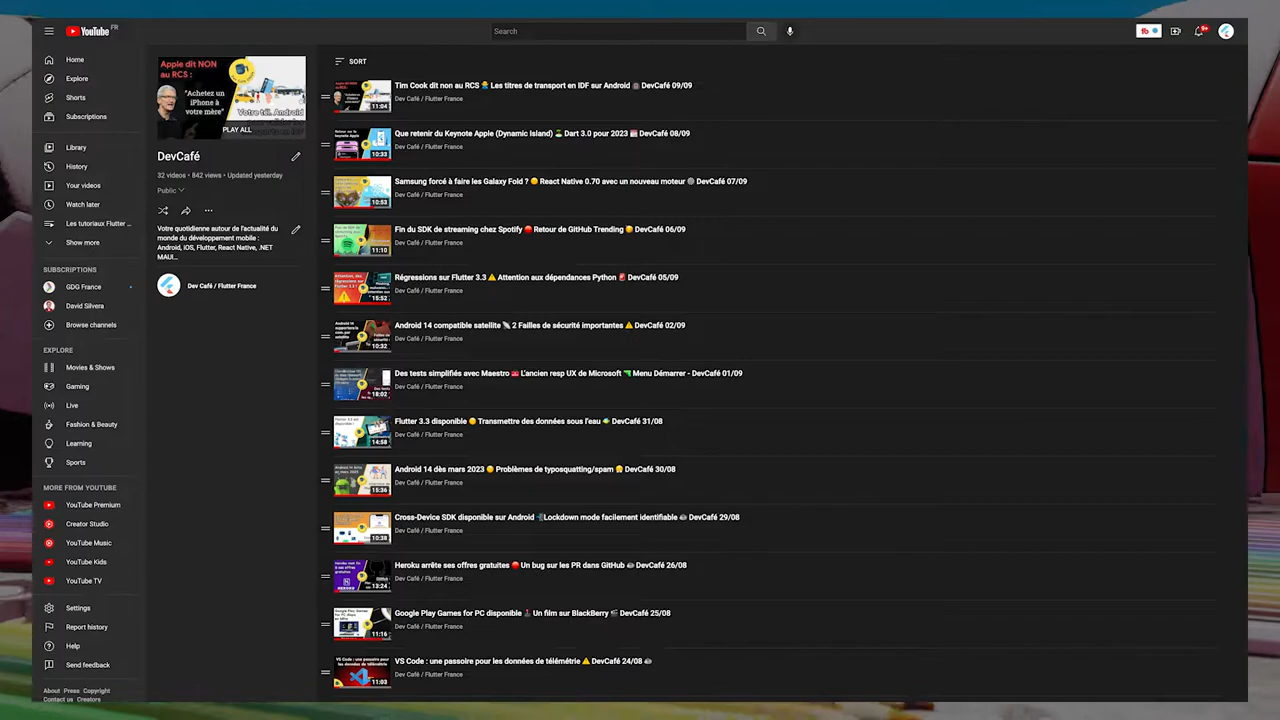 YouTube FR
Search
9+
Home
Explore
Shorts
Subscriptions
Library
History
Your videos
Watch later
Les tutoriaux Flutter ...
Show more
SUBSCRIPTIONS
GDG France
David Silvera
Browse channels
EXPLORE
Movies & Shows
Gaming
Live
Fashion & Beauty
Learning
Sports
MORE FROM YOUTUBE
YouTube Premium
Creator Studio
YouTube Music
YouTube Kids
YouTube TV
Settings
Report history
Help
Send feedback
About Press Copyright
Contact us Creators
Apple dit NON
au RCS :
"Achetez un
iPhone à
votre mère"
Votre tél. Android
PLAY ALL
DevCafé
32 videos • 842 views • Updated yesterday
Public
Votre quotidienne autour de l'actualité du
monde du développement mobile :
Android, iOS, Flutter, React Native, .NET
MAUI...
Dev Café / Flutter France
SORT
Tim Cook dit non au RCS Les titres de transport en IDF sur Android DevCafé 09/09
Dev Café / Flutter France
11:04
Que retenir du Keynote Apple (Dynamic Island) Dart 3.0 pour 2023 DevCafé 08/09
Dev Café / Flutter France
10:33
Samsung forcé à faire les Galaxy Fold ? React Native 0.70 avec un nouveau moteur DevCafé 07/09
Dev Café / Flutter France
10:53
Fin du SDK de streaming chez Spotify Retour de GitHub Trending DevCafé 06/09
Dev Café / Flutter France
11:10
Régressions sur Flutter 3.3 Attention aux dépendances Python DevCafé 05/09
Dev Café / Flutter France
15:52
Android 14 compatible satellite 2 Failles de sécurité importantes DevCafé 02/09
Dev Café / Flutter France
10:32
Des tests simplifiés avec Maestro L'ancien resp UX de Microsoft Menu Démarrer - DevCafé 01/09
Dev Café / Flutter France
18:02
Flutter 3.3 disponible Transmettre des données sous l'eau DevCafé 31/08
Dev Café / Flutter France
14:58
Android 14 dès mars 2023 Problèmes de typosquatting/spam DevCafé 30/08
Dev Café / Flutter France
15:36
Cross-Device SDK disponible sur Android Lockdown mode facilement identifiable DevCafé 29/08
Dev Café / Flutter France
10:38
Heroku arrête ses offres gratuites Un bug sur les PR dans GitHub DevCafé 26/08
Dev Café / Flutter France
13:24
Google Play Games for PC disponible Un film sur BlackBerry DevCafé 25/08
Dev Café / Flutter France
11:16
VS Code : une passoire pour les données de télémétrie DevCafé 24/08
Dev Café / Flutter France
11:03